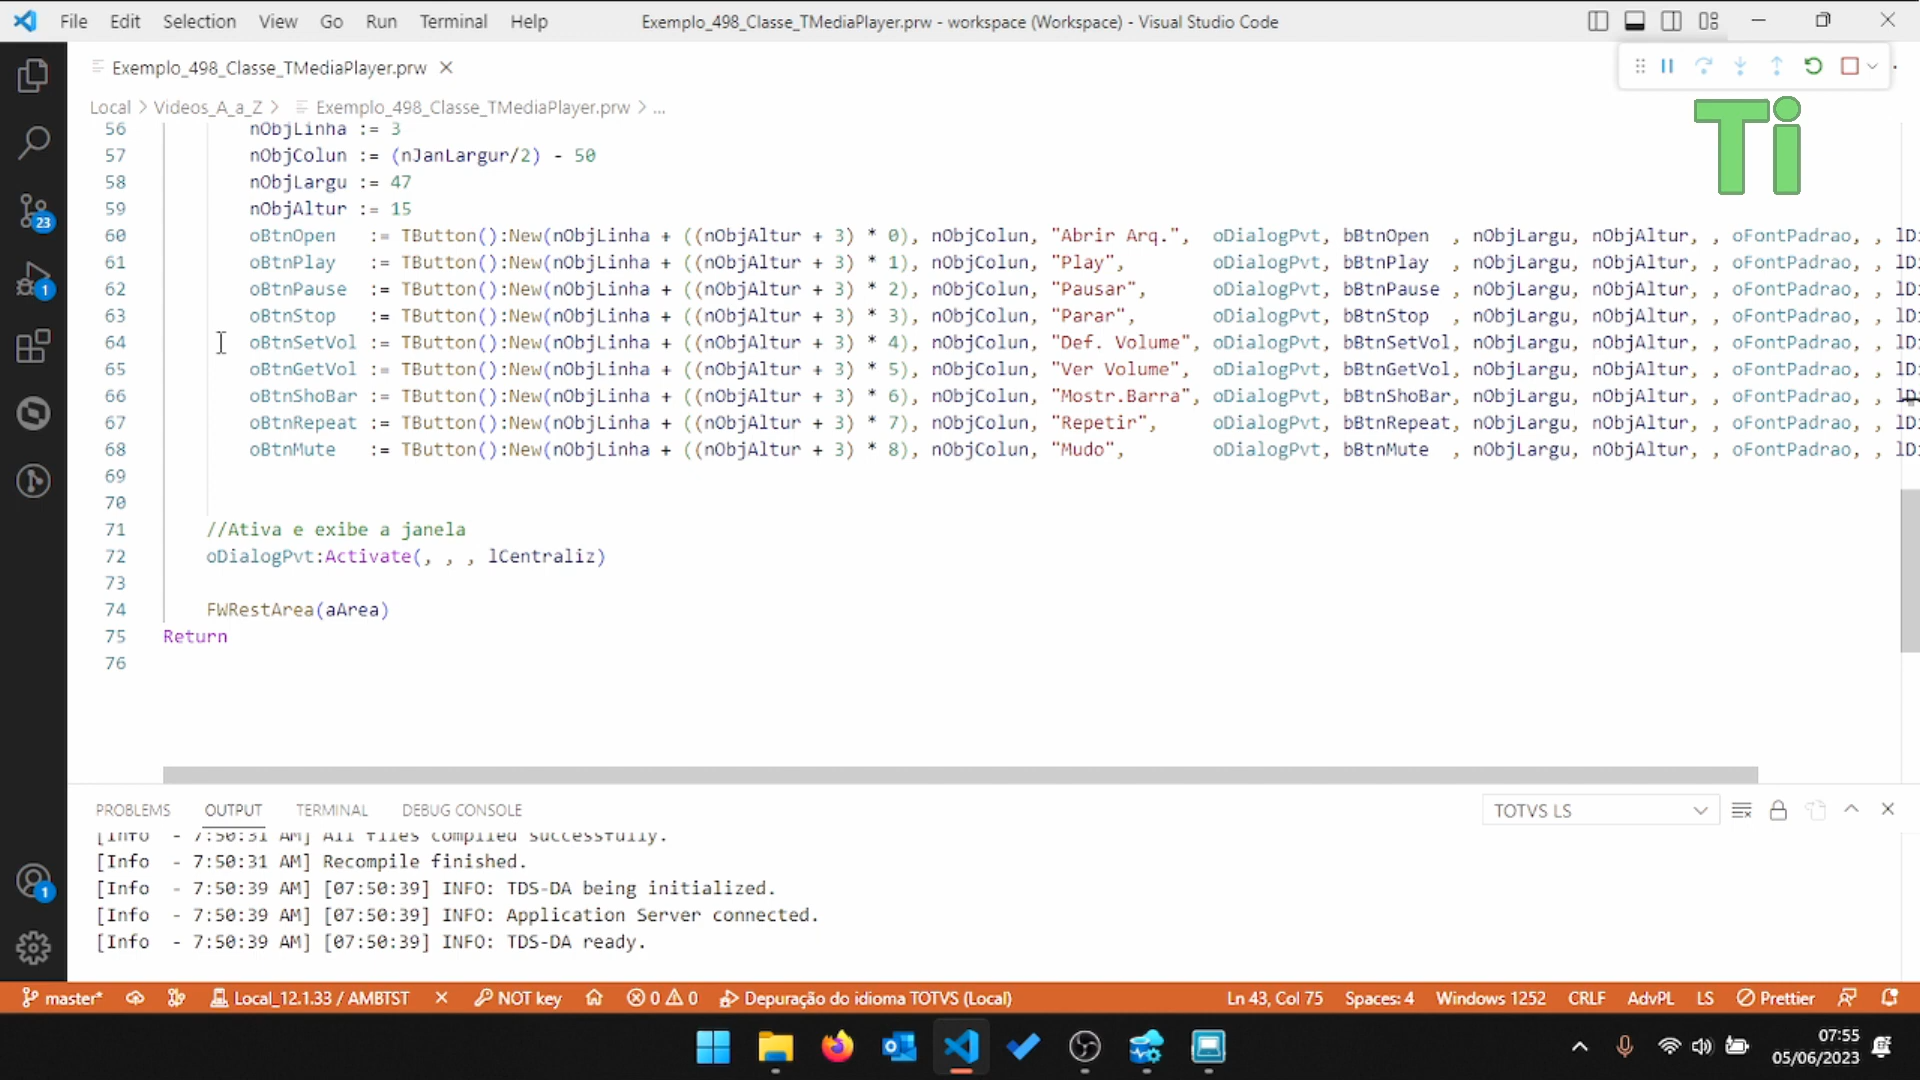 File Edit Selection View Go Run Terminal Help Exemplo_498_Classe_TMediaPlayer.prw - workspace (Workspace) - Visual Studio Code
Exemplo_498_Classe_TMediaPlayer.prw
Ti
Local > Videos_A_a_Z > Exemplo_498_Classe_TMediaPlayer.prw > ...
56 nObjLinha := 3
57 nObjColun := (nJanLargur/2) - 50
58 nObjLargu := 47
59 nObjAltur := 15
60 oBtnOpen := TButton():New(nObjLinha + ((nObjAltur + 3) * 0), nObjColun, "Abrir Arq.", oDialogPvt, bBtnOpen , nObjLargu, nObjAltur, , oFontPadrao, , lD
61 oBtnPlay := TButton():New(nObjLinha + ((nObjAltur + 3) * 1), nObjColun, "Play", oDialogPvt, bBtnPlay , nObjLargu, nObjAltur, , oFontPadrao, , lD
62 oBtnPause := TButton():New(nObjLinha + ((nObjAltur + 3) * 2), nObjColun, "Pausar", oDialogPvt, bBtnPause , nObjLargu, nObjAltur, , oFontPadrao, , lD
63 oBtnStop := TButton():New(nObjLinha + ((nObjAltur + 3) * 3), nObjColun, "Parar", oDialogPvt, bBtnStop , nObjLargu, nObjAltur, , oFontPadrao, , lD
64 oBtnSetVol := TButton():New(nObjLinha + ((nObjAltur + 3) * 4), nObjColun, "Def. Volume", oDialogPvt, bBtnSetVol, nObjLargu, nObjAltur, , oFontPadrao, , lD
65 oBtnGetVol := TButton():New(nObjLinha + ((nObjAltur + 3) * 5), nObjColun, "Ver Volume", oDialogPvt, bBtnGetVol, nObjLargu, nObjAltur, , oFontPadrao, , lD
66 oBtnShoBar := TButton():New(nObjLinha + ((nObjAltur + 3) * 6), nObjColun, "Mostr.Barra", oDialogPvt, bBtnShoBar, nObjLargu, nObjAltur, , oFontPadrao, , lD
67 oBtnRepeat := TButton():New(nObjLinha + ((nObjAltur + 3) * 7), nObjColun, "Repetir", oDialogPvt, bBtnRepeat, nObjLargu, nObjAltur, , oFontPadrao, , lD
68 oBtnMute := TButton():New(nObjLinha + ((nObjAltur + 3) * 8), nObjColun, "Mudo", oDialogPvt, bBtnMute , nObjLargu, nObjAltur, , oFontPadrao, , lD
69
70
71 //Ativa e exibe a janela
72 oDialogPvt:Activate(, , , lCentraliz)
73
74 FWRestArea(aArea)
75 Return
76
23
1
PROBLEMS OUTPUT TERMINAL DEBUG CONSOLE TOTVS LS
[Info - 7:50:31 AM] All files compiled successfully.
[Info - 7:50:31 AM] Recompile finished.
[Info - 7:50:39 AM] [07:50:39] INFO: TDS-DA being initialized.
[Info - 7:50:39 AM] [07:50:39] INFO: Application Server connected.
[Info - 7:50:39 AM] [07:50:39] INFO: TDS-DA ready.
1
master* Local_12.1.33 / AMBTST NOT key 0 0 Depuração do idioma TOTVS (Local) Ln 43, Col 75 Spaces: 4 Windows 1252 CRLF AdvPL LS Prettier
07:55
05/06/2023